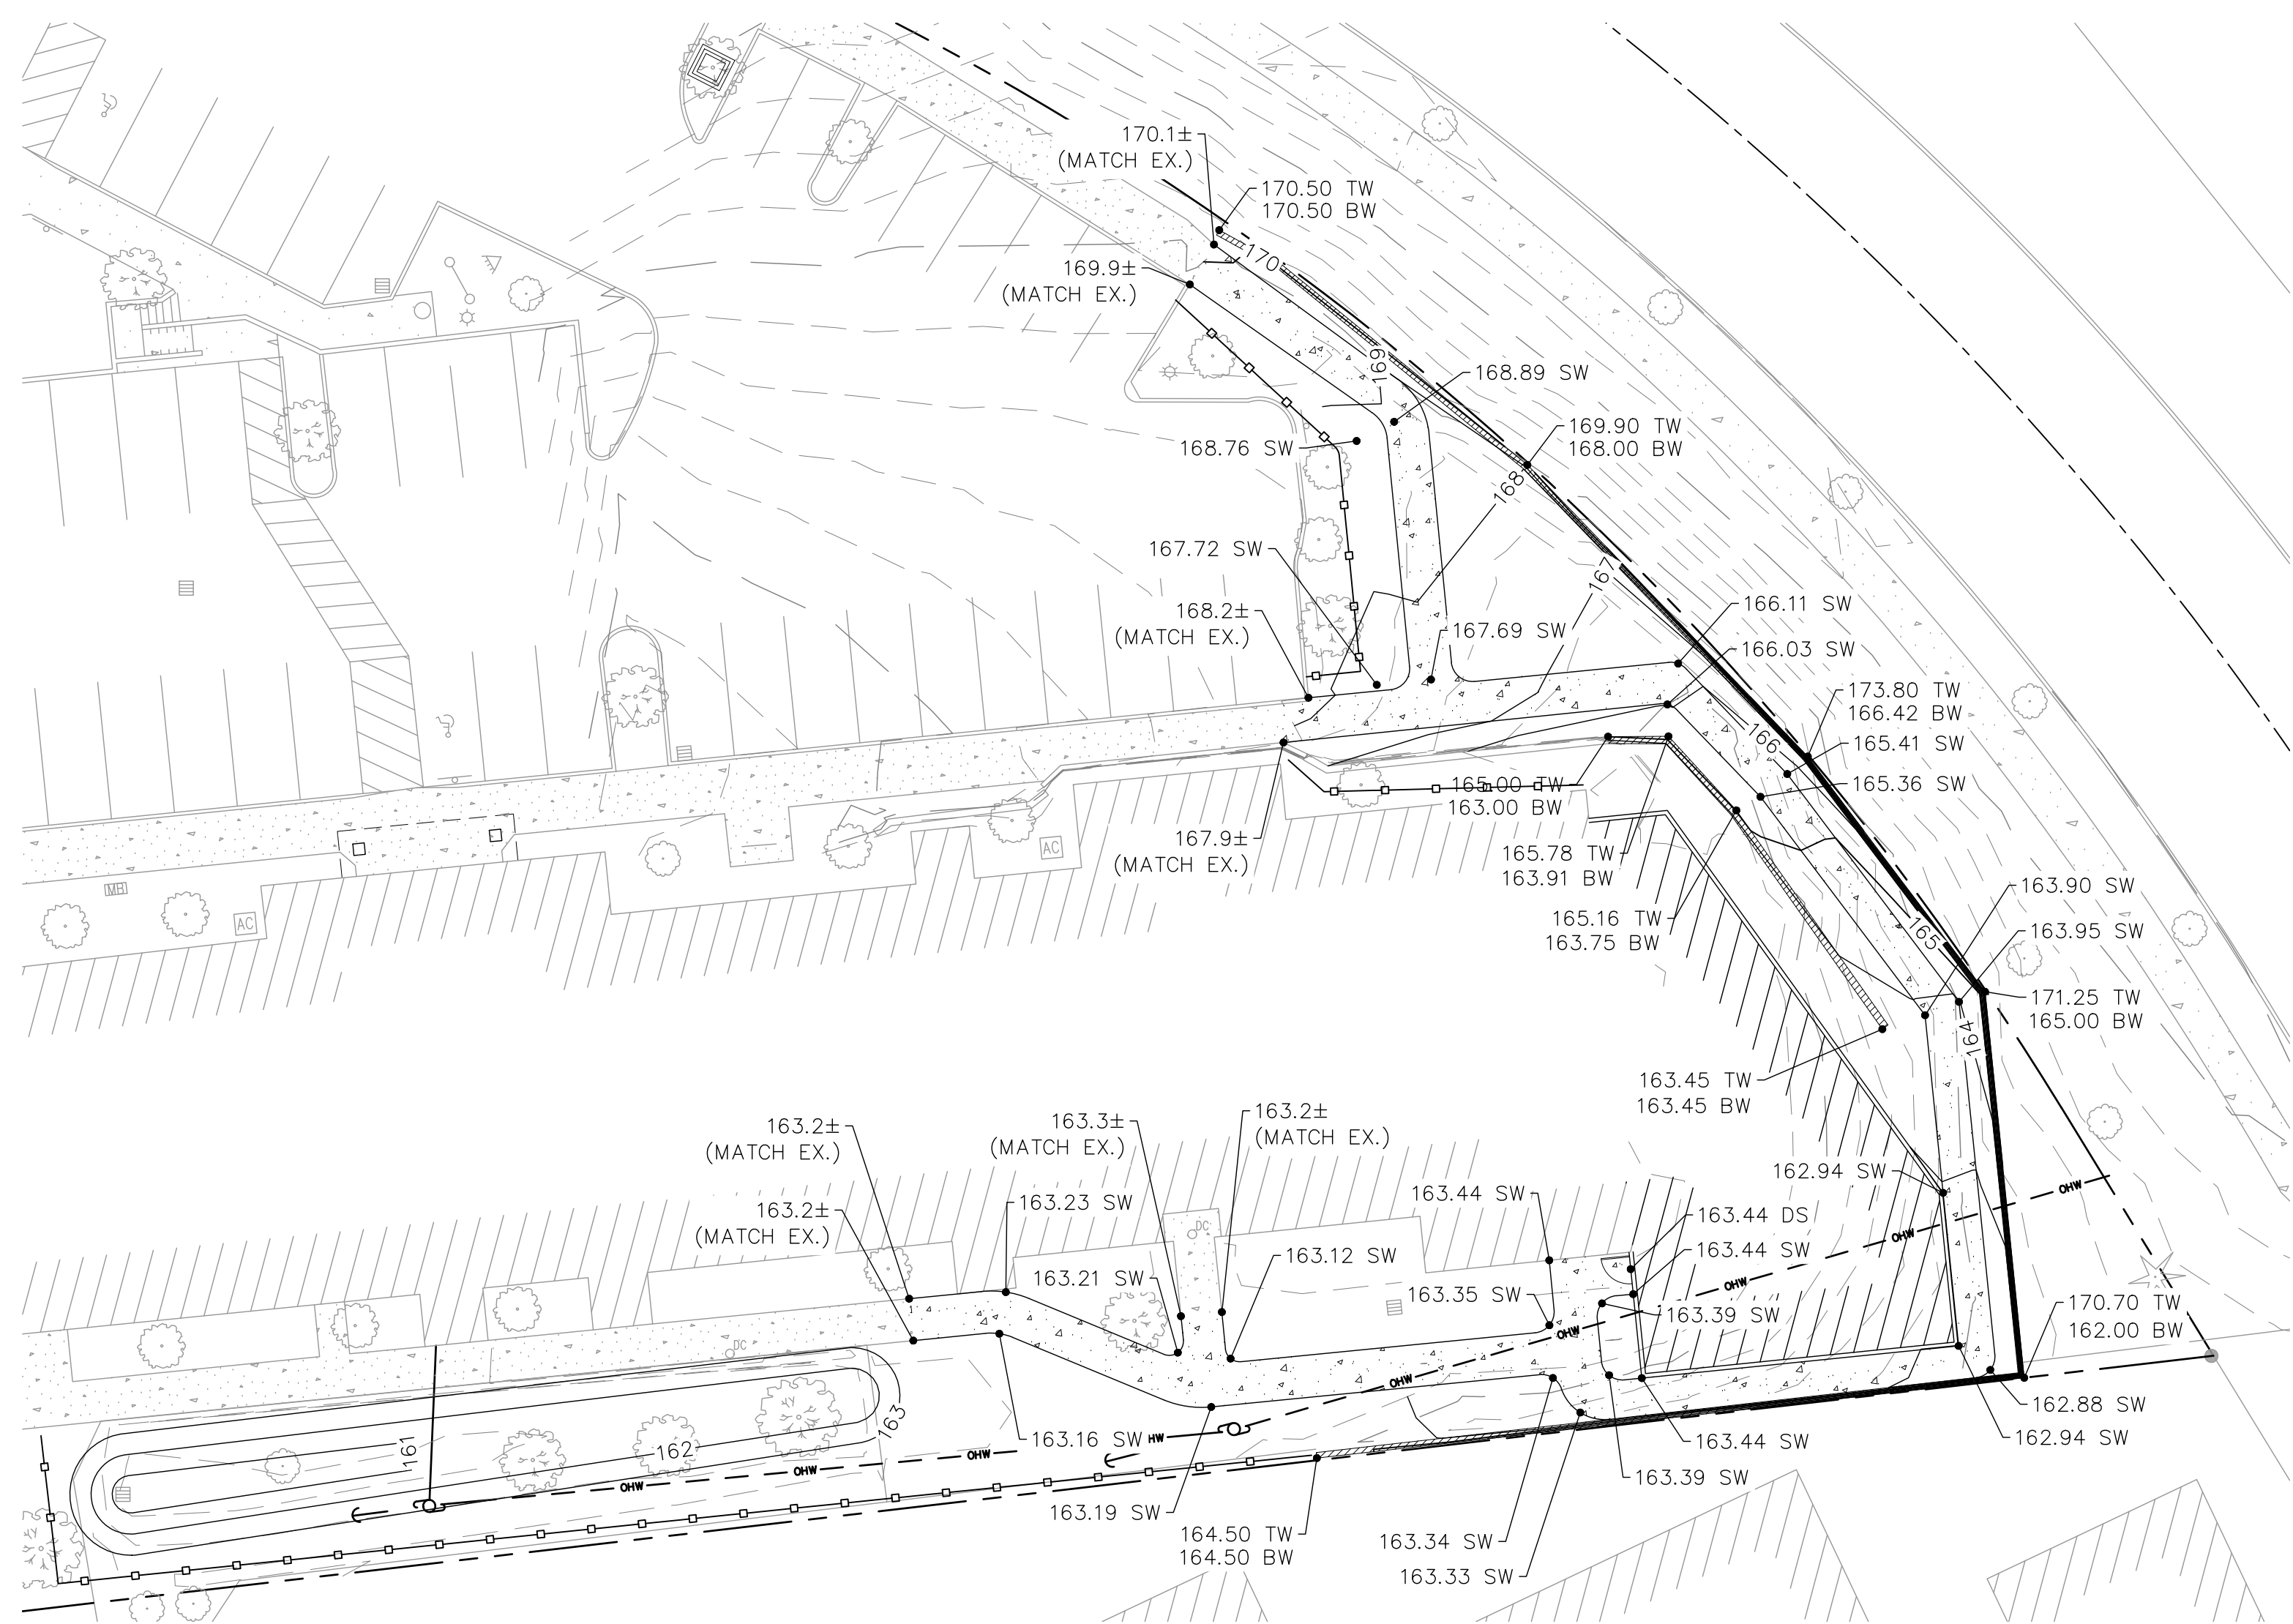 170.1±
(MATCH EX.)
170.50 TW
170.50 BW
170
169.9±
(MATCH EX.)
169
168.89 SW
169.90 TW
168.00 BW
168.76 SW
168
167.72 SW
167
168.2±
(MATCH EX.)
166.11 SW
167.69 SW
166.03 SW
173.80 TW
166.42 BW
166
165.41 SW
165.00 TW
163.00 BW
165.36 SW
167.9±
(MATCH EX.)
AC
165.78 TW
163.91 BW
MB
AC
165.16 TW
163.75 BW
163.90 SW
165
163.95 SW
171.25 TW
165.00 BW
164
163.45 TW
163.45 BW
163.2±
(MATCH EX.)
163.3±
(MATCH EX.)
163.2±
(MATCH EX.)
162.94 SW
OHW
163.23 SW
163.44 SW
163.2±
(MATCH EX.)
DC
163.44 DS
OHW
163.12 SW
163.44 SW
163.21 SW
OHW
163.35 SW
163.39 SW
170.70 TW
162.00 BW
OHW
DC
OHW
163
162.88 SW
163.16 SW
HW
163.44 SW
162.94 SW
161
162
OHW
OHW
OHW
163.39 SW
163.19 SW
164.50 TW
164.50 BW
163.34 SW
163.33 SW